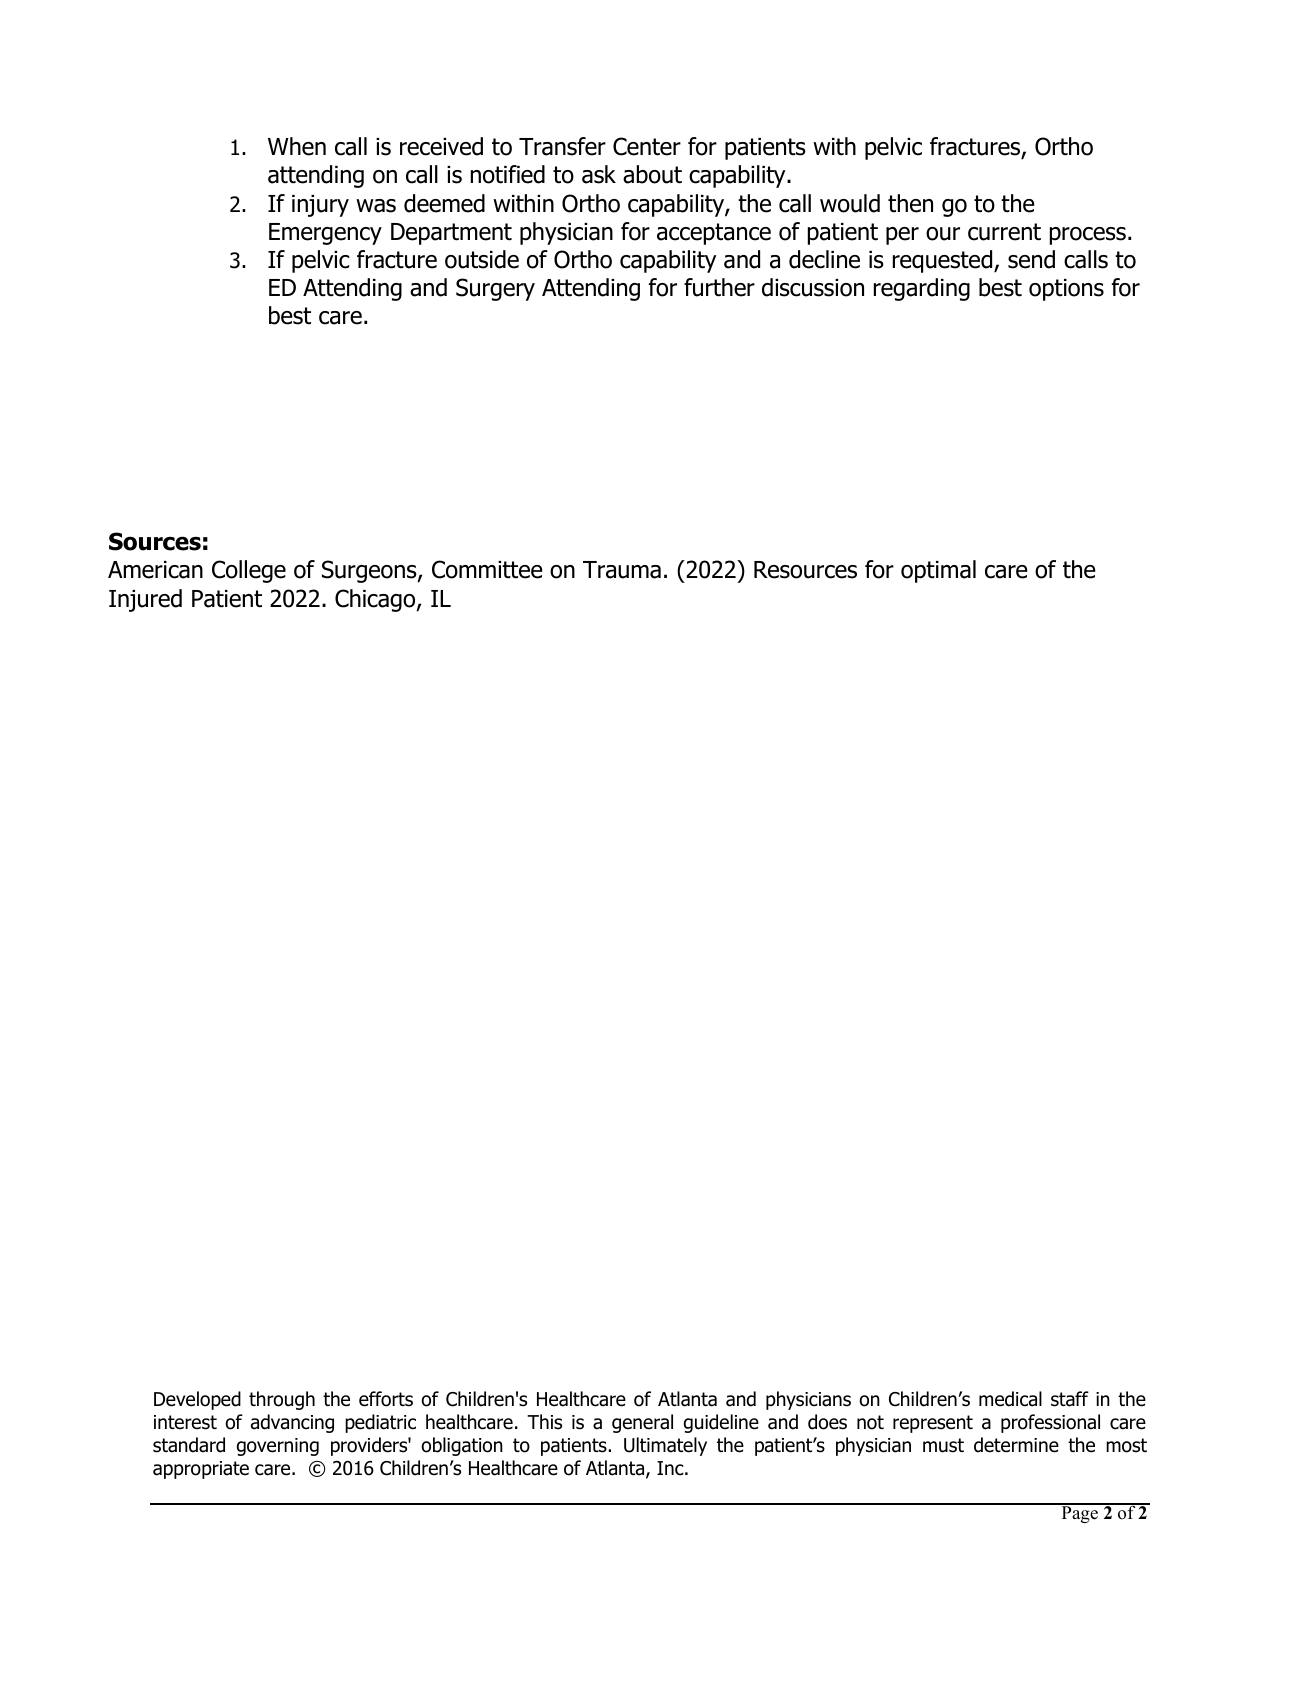 1. When call is received to Transfer Center for patients with pelvic fractures, Ortho
attending on call is notified to ask about capability.
2. If injury was deemed within Ortho capability, the call would then go to the
Emergency Department physician for acceptance of patient per our current process.
3. If pelvic fracture outside of Ortho capability and a decline is requested, send calls to
ED Attending and Surgery Attending for further discussion regarding best options for
best care.
Sources:
American College of Surgeons, Committee on Trauma. (2022) Resources for optimal care of the
Injured Patient 2022. Chicago, IL
Developed through the efforts of Children's Healthcare of Atlanta and physicians on Children’s medical staff in the
interest of advancing pediatric healthcare. This is a general guideline and does not represent a professional care
standard governing providers' obligation to patients. Ultimately the patient’s physician must determine the most
appropriate care. © 2016 Children’s Healthcare of Atlanta, Inc.
Page 2 of 2